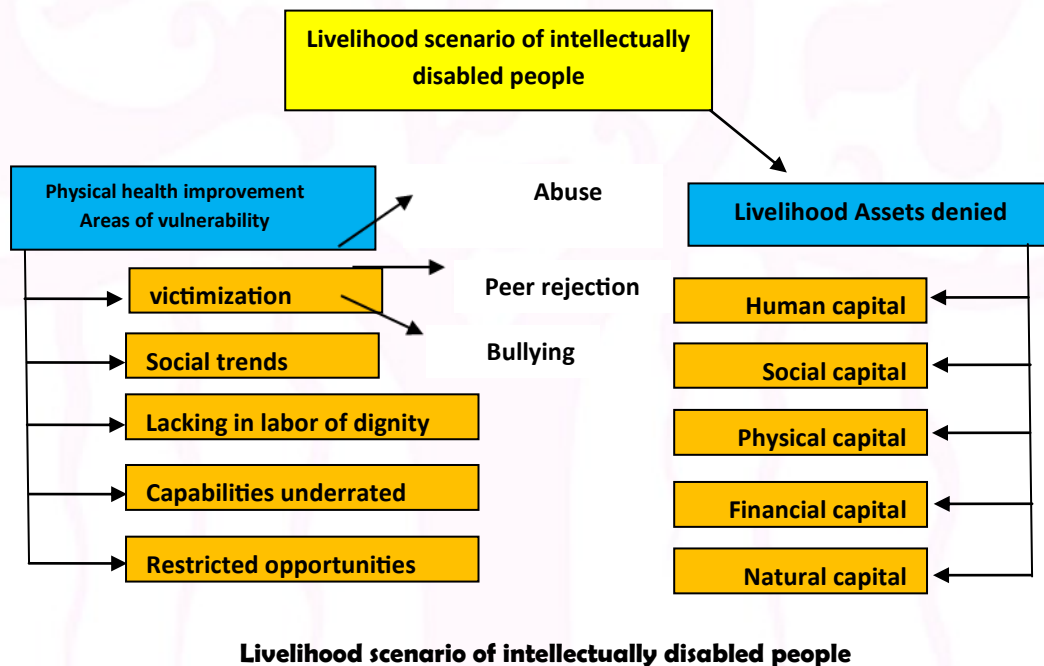 Livelihood scenario of intellectually
disabled people
Physical health improvement
Areas of vulnerability
victimization
Social trends
Lacking in labor of dignity
Capabilities underrated
Restricted opportunities
Abuse
Peer rejection
Bullying
Livelihood Assets denied
Human capital
Social capital
Physical capital
Financial capital
Natural capital
Livelihood scenario of intellectually disabled people